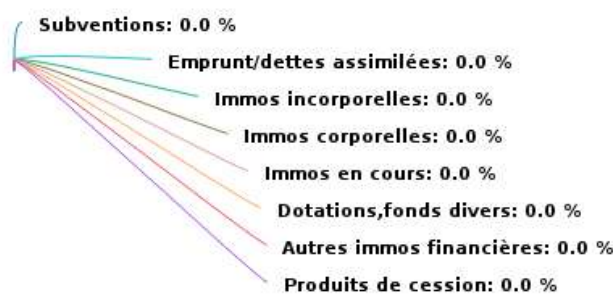 Subventions: 0.0 %
Emprunt/dettes assimilées: 0.0 %
Immos incorporelles: 0.0 %
Immos corporelles: 0.0 %
Immos en cours: 0.0 %
Dotations,fonds divers: 0.0 %
Autres immos financières: 0.0 %
Produits de cession: 0.0 %